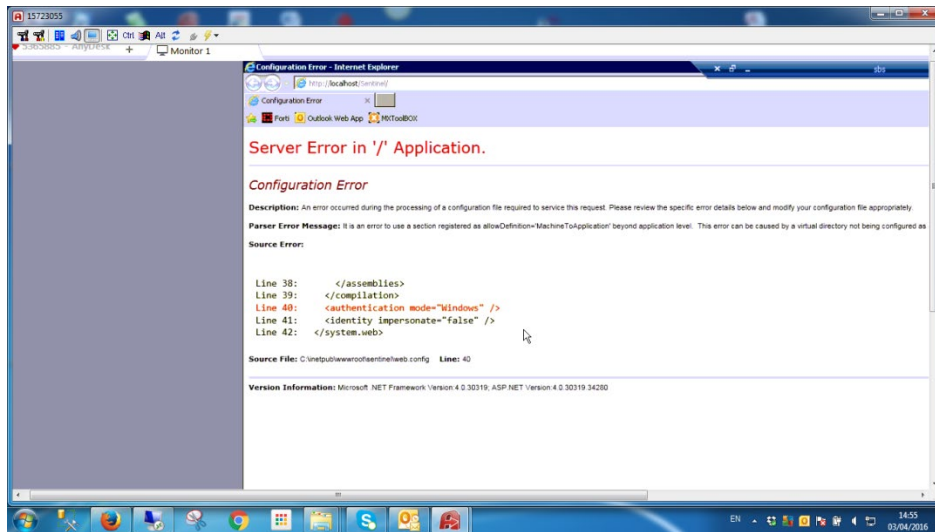 15723055
Ctrl Alt
5365885 - AnyDesk + Monitor 1
Configuration Error - Internet Explorer
sbs
http://localhost/Sentinel/
Configuration Error
Forti Outlook Web App MXToolBOX
Server Error in '/' Application.
Configuration Error
Description: An error occurred during the processing of a configuration file required to service this request. Please review the specific error details below and modify your configuration file appropriately.
Parser Error Message: It is an error to use a section registered as allowDefinition='MachineToApplication' beyond application level. This error can be caused by a virtual directory not being configured as
Source Error:
Line 38: </assemblies>
Line 39: </compilation>
Line 40: <authentication mode="Windows" />
Line 41: <identity impersonate="false" />
Line 42: </system.web>
Source File: C:\inetpub\wwwroot\sentinel\web.config Line: 40
Version Information: Microsoft .NET Framework Version:4.0.30319; ASP.NET Version:4.0.30319.34280
EN
14:55
03/04/2016